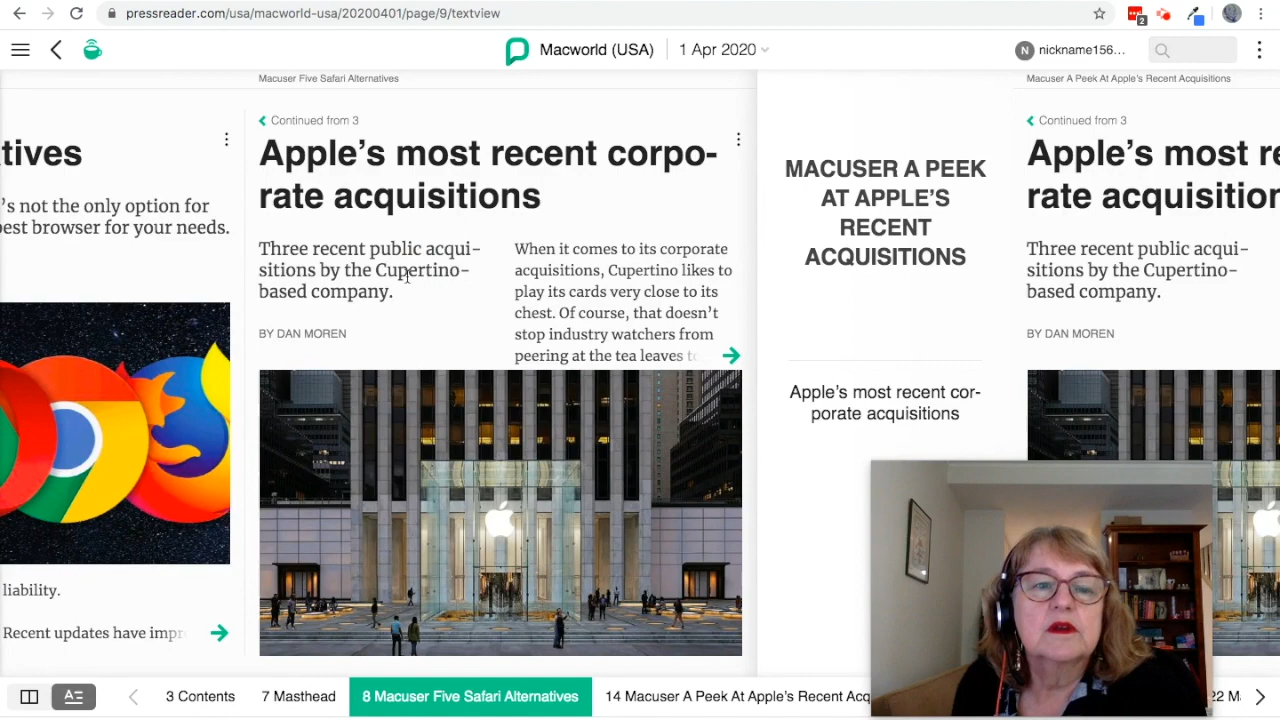 pressreader.com/usa/macworld-usa/20200401/page/9/textview
2
Macworld (USA)
1 Apr 2020
N
nickname156...
Macuser Five Safari Alternatives
Macuser A Peek At Apple's Recent Acquisitions
tives
's not the only option for
best browser for your needs.
liability.
Recent updates have impr
Continued from 3
Apple's most recent corpo-
rate acquisitions
Three recent public acqui-
sitions by the Cupertino-
based company.
BY DAN MOREN
When it comes to its corporate
acquisitions, Cupertino likes to
play its cards very close to its
chest. Of course, that doesn't
stop industry watchers from
peering at the tea leaves to
MACUSER A PEEK
AT APPLE'S
RECENT
ACQUISITIONS
Apple's most recent cor-
porate acquisitions
Continued from 3
Apple's most re
rate acquisition
Three recent public acqui-
sitions by the Cupertino-
based company.
BY DAN MOREN
3 Contents
7 Masthead
8 Macuser Five Safari Alternatives
14 Macuser A Peek At Apple's Recent Acq
22 M